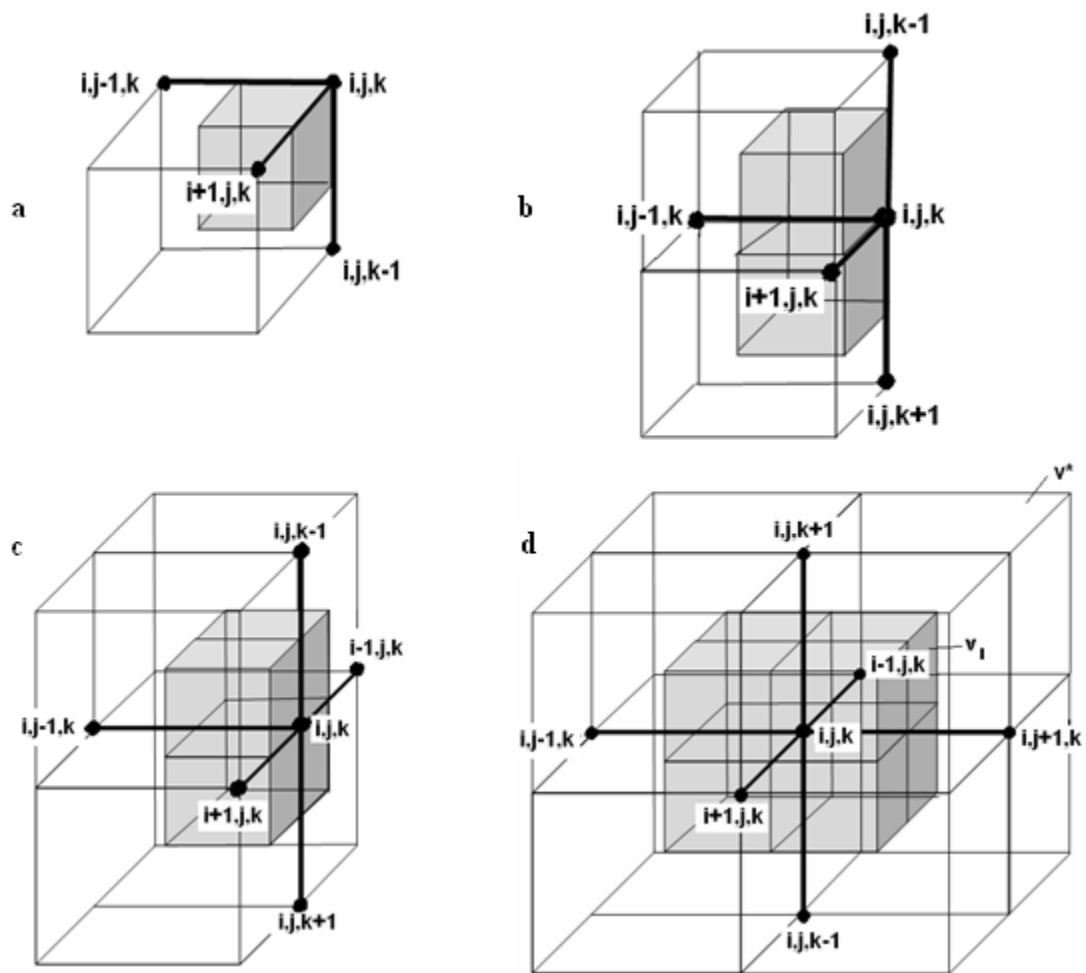 a
i,j-1,k
i,j,k
i+1,j,k
i,j,k-1
b
i,j,k-1
i,j-1,k
i,j,k
i+1,j,k
i,j,k+1
c
i,j,k-1
i-1,j,k
i,j-1,k
i,j,k
i+1,j,k
i,j,k+1
d
v*
i,j,k+1
v₁
i-1,j,k
i,j-1,k
i,j,k
i,j+1,k
i+1,j,k
i,j,k-1